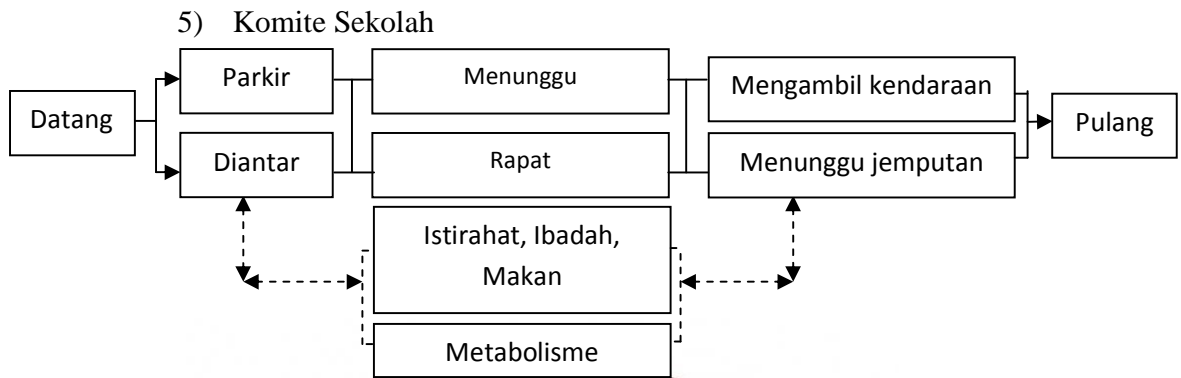 5) Komite Sekolah
Datang
Parkir
Diantar
Menunggu
Rapat
Istirahat, Ibadah,
Makan
Metabolisme
Mengambil kendaraan
Menunggu jemputan
Pulang